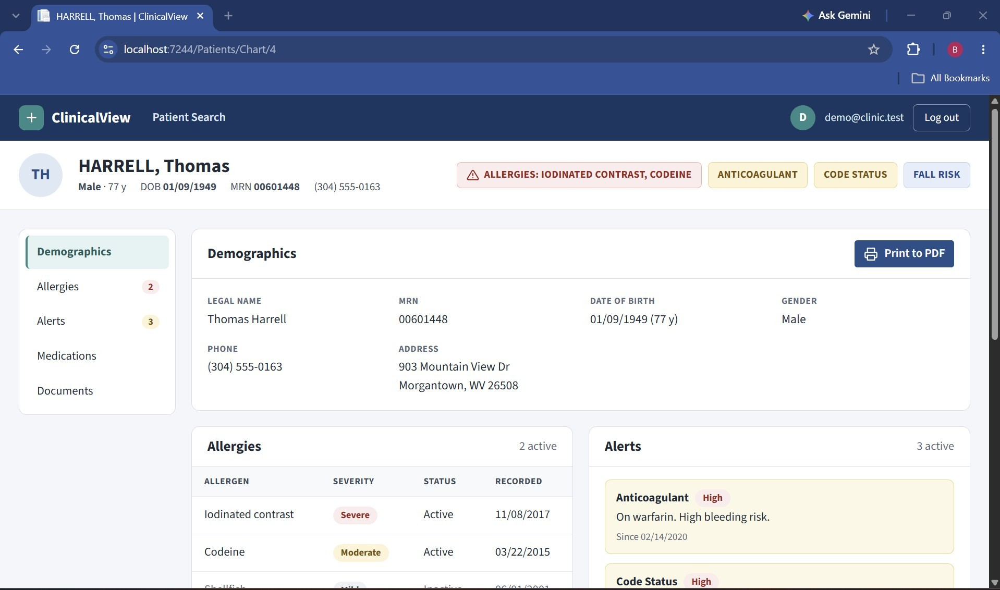 HARRELL, Thomas | ClinicalView
Ask Gemini
localhost:7244/Patients/Chart/4
B
All Bookmarks
ClinicalView
Patient Search
D
demo@clinic.test
Log out
TH
HARRELL, Thomas
Male · 77 y DOB 01/09/1949 MRN 00601448 (304) 555-0163
ALLERGIES: IODINATED CONTRAST, CODEINE
ANTICOAGULANT
CODE STATUS
FALL RISK
Demographics
Allergies 2
Alerts 3
Medications
Documents
Demographics
Print to PDF
LEGAL NAME
Thomas Harrell
MRN
00601448
DATE OF BIRTH
01/09/1949 (77 y)
GENDER
Male
PHONE
(304) 555-0163
ADDRESS
903 Mountain View Dr
Morgantown, WV 26508
Allergies 2 active
ALLERGEN SEVERITY STATUS RECORDED
Iodinated contrast Severe Active 11/08/2017
Codeine Moderate Active 03/22/2015
Shellfish Mild Inactive
Alerts 3 active
Anticoagulant High
On warfarin. High bleeding risk.
Since 02/14/2020
Code Status High